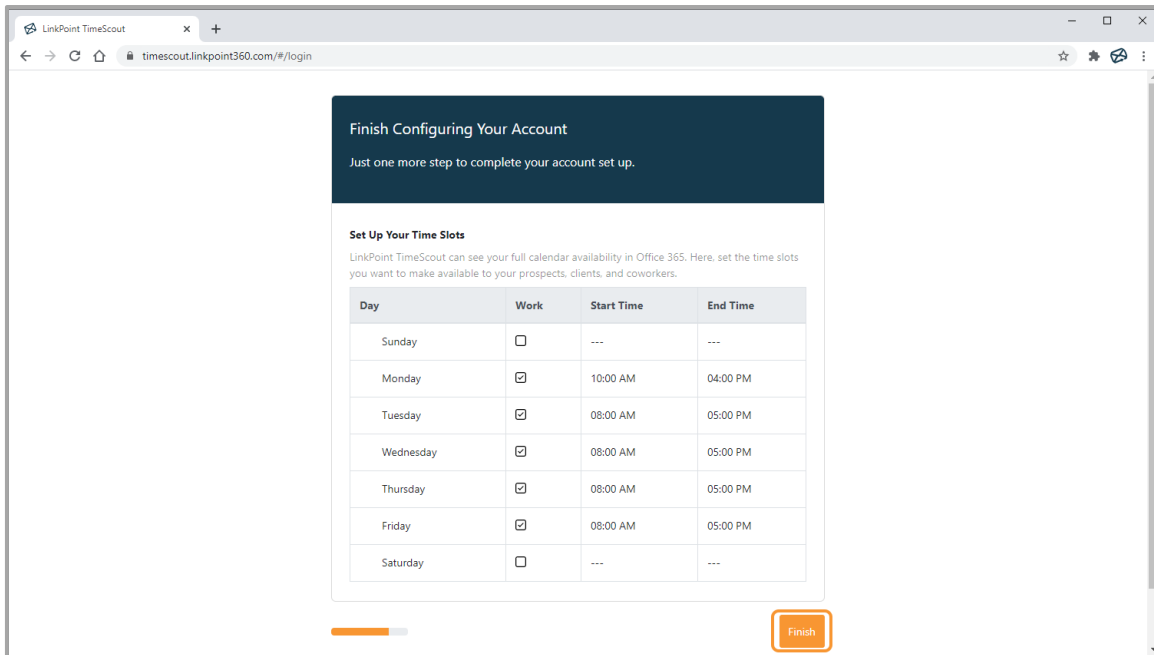 LinkPoint TimeScout
timescout.linkpoint360.com/#/login
Finish Configuring Your Account
Just one more step to complete your account set up.
Set Up Your Time Slots
LinkPoint TimeScout can see your full calendar availability in Office 365. Here, set the time slots
you want to make available to your prospects, clients, and coworkers.
Day Work Start Time End Time
Sunday --- ---
Monday 10:00 AM 04:00 PM
Tuesday 08:00 AM 05:00 PM
Wednesday 08:00 AM 05:00 PM
Thursday 08:00 AM 05:00 PM
Friday 08:00 AM 05:00 PM
Saturday --- ---
Finish